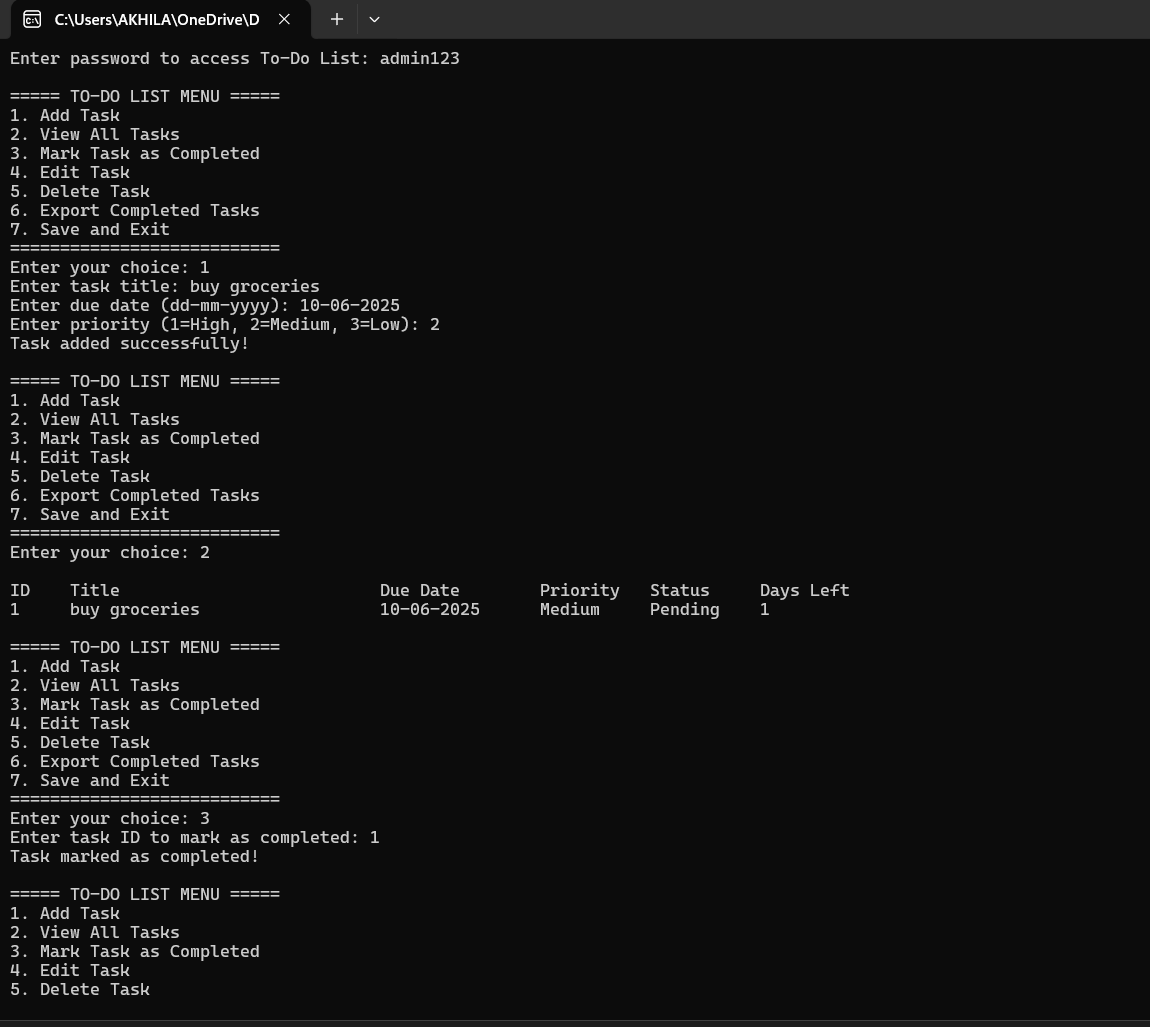 C:\Users\AKHILA\OneDrive\D
Enter password to access To-Do List: admin123
===== TO-DO LIST MENU =====
1. Add Task
2. View All Tasks
3. Mark Task as Completed
4. Edit Task
5. Delete Task
6. Export Completed Tasks
7. Save and Exit
===========================
Enter your choice: 1
Enter task title: buy groceries
Enter due date (dd-mm-yyyy): 10-06-2025
Enter priority (1=High, 2=Medium, 3=Low): 2
Task added successfully!
===== TO-DO LIST MENU =====
1. Add Task
2. View All Tasks
3. Mark Task as Completed
4. Edit Task
5. Delete Task
6. Export Completed Tasks
7. Save and Exit
===========================
Enter your choice: 2
ID    Title                          Due Date        Priority   Status     Days Left
1     buy groceries                  10-06-2025      Medium     Pending    1
===== TO-DO LIST MENU =====
1. Add Task
2. View All Tasks
3. Mark Task as Completed
4. Edit Task
5. Delete Task
6. Export Completed Tasks
7. Save and Exit
===========================
Enter your choice: 3
Enter task ID to mark as completed: 1
Task marked as completed!
===== TO-DO LIST MENU =====
1. Add Task
2. View All Tasks
3. Mark Task as Completed
4. Edit Task
5. Delete Task